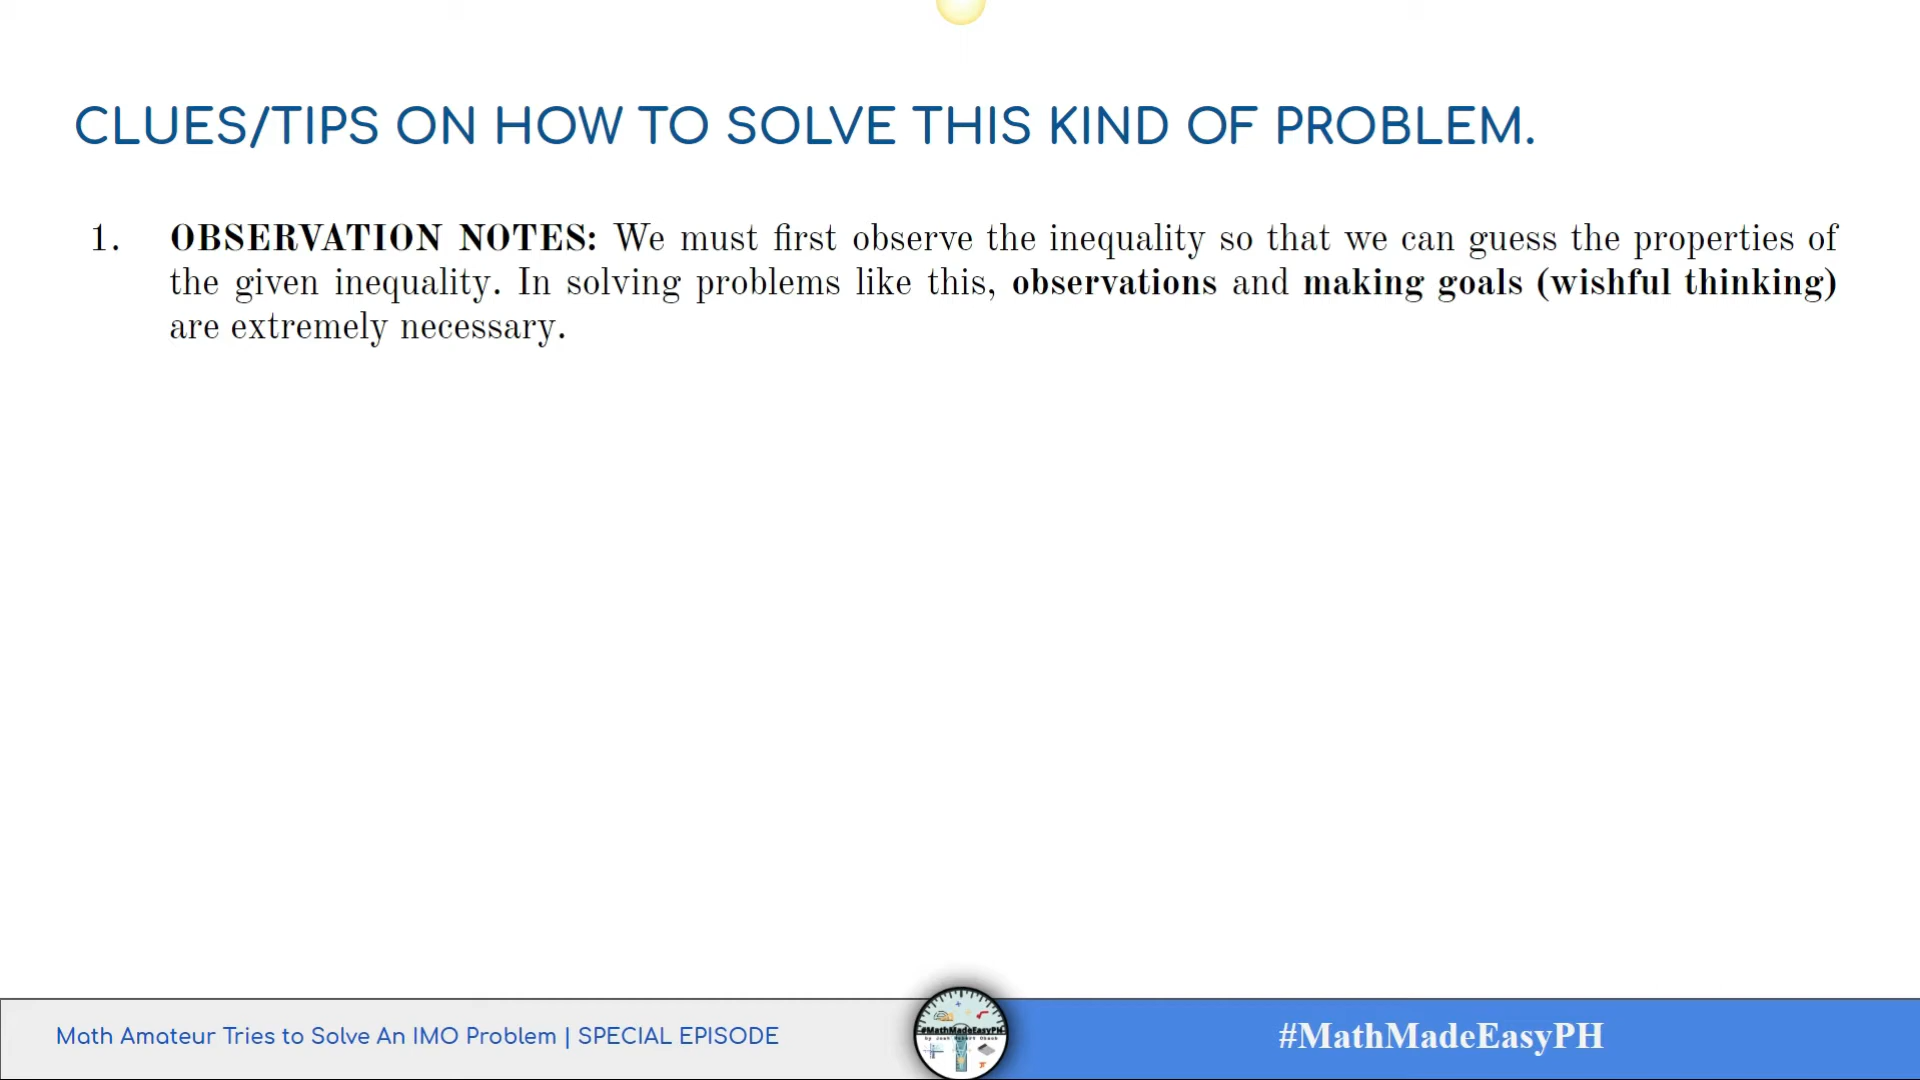 CLUES/TIPS ON HOW TO SOLVE THIS KIND OF PROBLEM.
1. OBSERVATION NOTES: We must first observe the inequality so that we can guess the properties of
the given inequality. In solving problems like this, observations and making goals (wishful thinking)
are extremely necessary.
Math Amateur Tries to Solve An IMO Problem | SPECIAL EPISODE
#MathMadeEasyPH
#MathMadeEasyPH